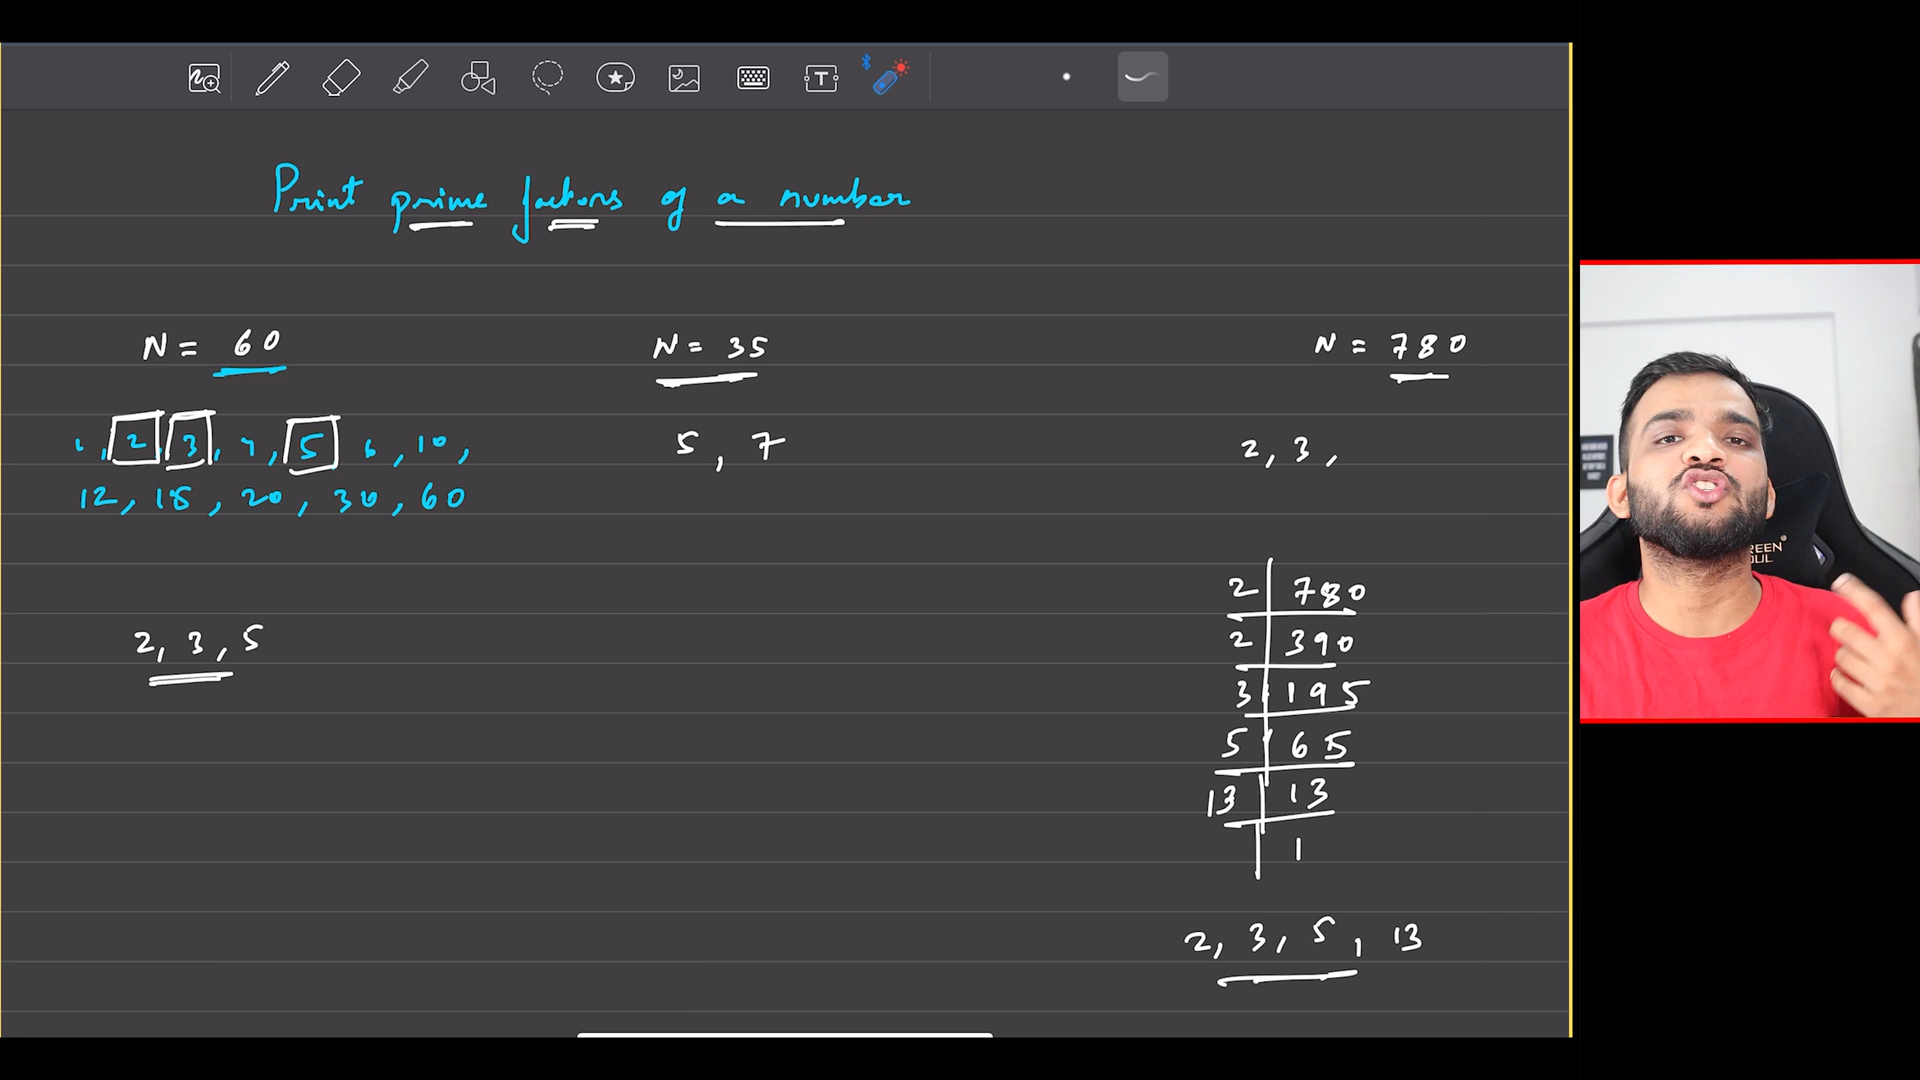 Print prime factors of a number
N = 60
1, 2, 3, 4, 5, 6, 10,
12, 15, 20, 30, 60
2, 3, 5
N = 35
5, 7
N = 780
2, 3,
2 | 780
2 | 390
3 | 195
5 | 65
13 | 13
| 1
2, 3, 5, 13
T